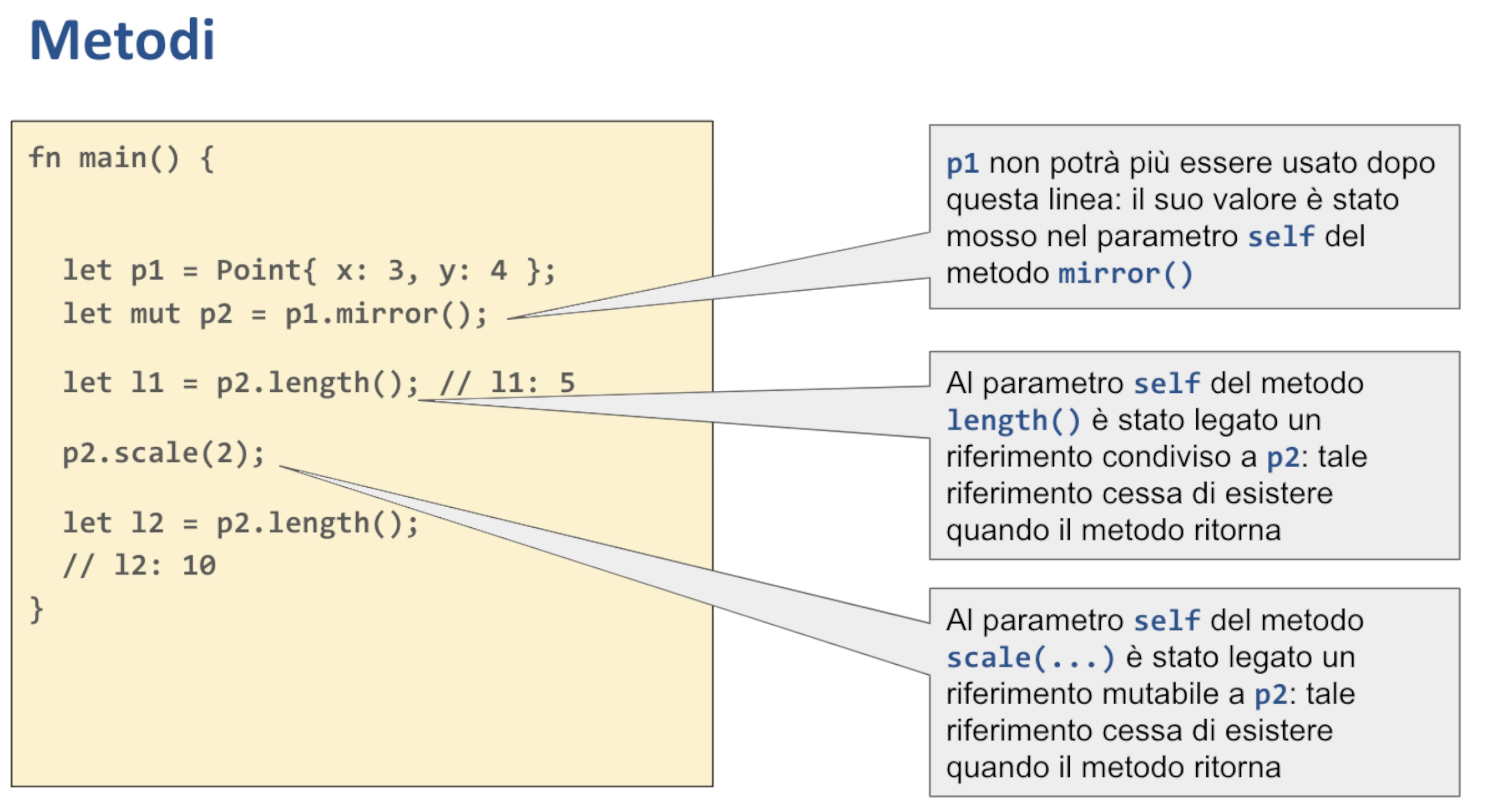 Metodi
fn main() {
let p1 = Point{ x: 3, y: 4 };
let mut p2 = p1.mirror();
let l1 = p2.length(); // l1: 5
p2.scale(2);
let l2 = p2.length();
// l2: 10
}
p1 non potrà più essere usato dopo
questa linea: il suo valore è stato
mosso nel parametro self del
metodo mirror()
Al parametro self del metodo
length() è stato legato un
riferimento condiviso a p2: tale
riferimento cessa di esistere
quando il metodo ritorna
Al parametro self del metodo
scale(...) è stato legato un
riferimento mutabile a p2: tale
riferimento cessa di esistere
quando il metodo ritorna